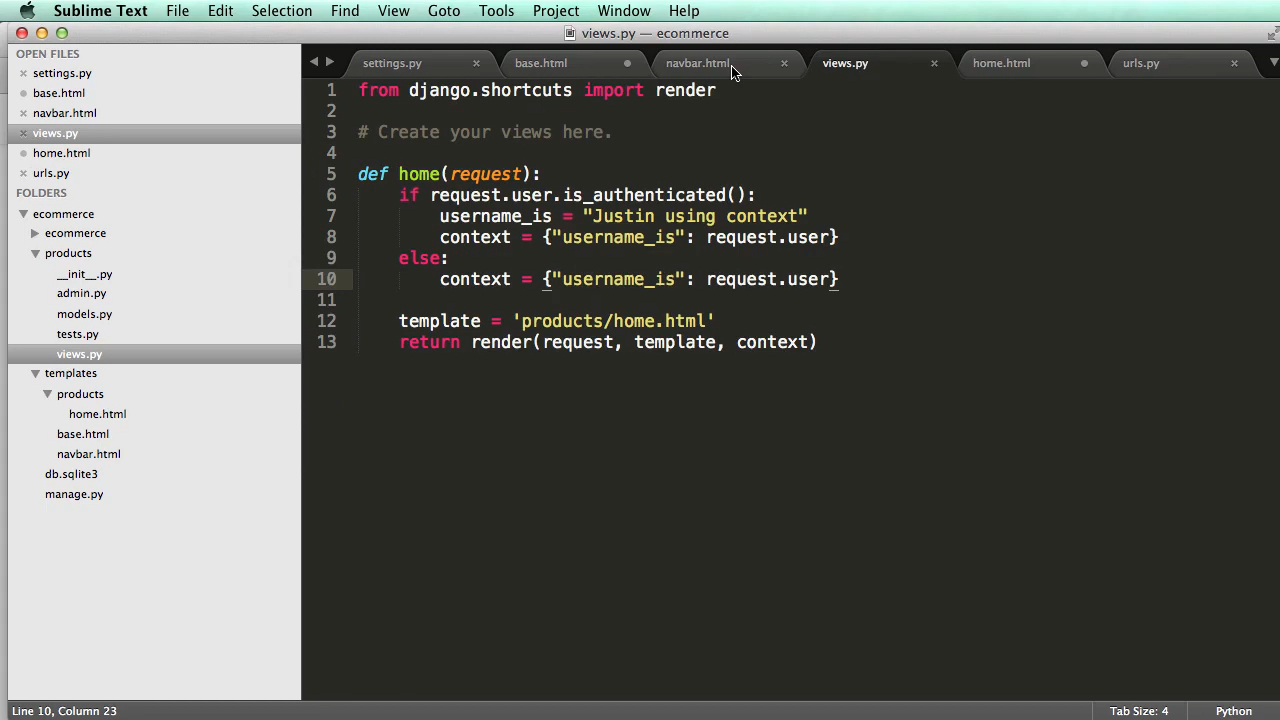 Sublime Text File Edit Selection Find View Goto Tools Project Window Help
views.py — ecommerce
OPEN FILES
settings.py
base.html
navbar.html
views.py
home.html
urls.py
FOLDERS
ecommerce
ecommerce
products
__init__.py
admin.py
models.py
tests.py
views.py
templates
products
home.html
base.html
navbar.html
db.sqlite3
manage.py
settings.py base.html navbar.html views.py home.html urls.py
1 from django.shortcuts import render
2
3 # Create your views here.
4
5 def home(request):
6 if request.user.is_authenticated():
7 username_is = "Justin using context"
8 context = {"username_is": request.user}
9 else:
10 context = {"username_is": request.user}
11
12 template = 'products/home.html'
13 return render(request, template, context)
Line 10, Column 23 Tab Size: 4 Python